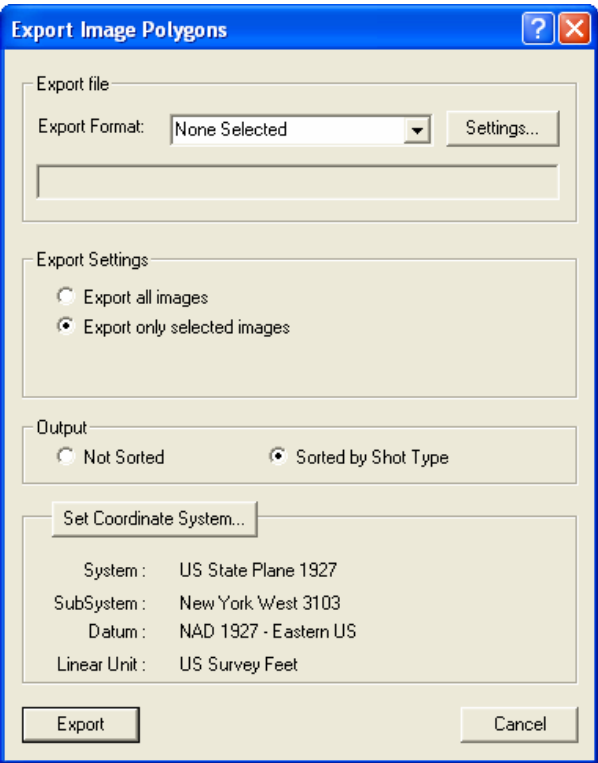 Export Image Polygons
Export file
Export Format: None Selected Settings...
Export Settings
Export all images
Export only selected images
Output
Not Sorted Sorted by Shot Type
Set Coordinate System...
System : US State Plane 1927
SubSystem : New York West 3103
Datum : NAD 1927 - Eastern US
Linear Unit : US Survey Feet
Export Cancel